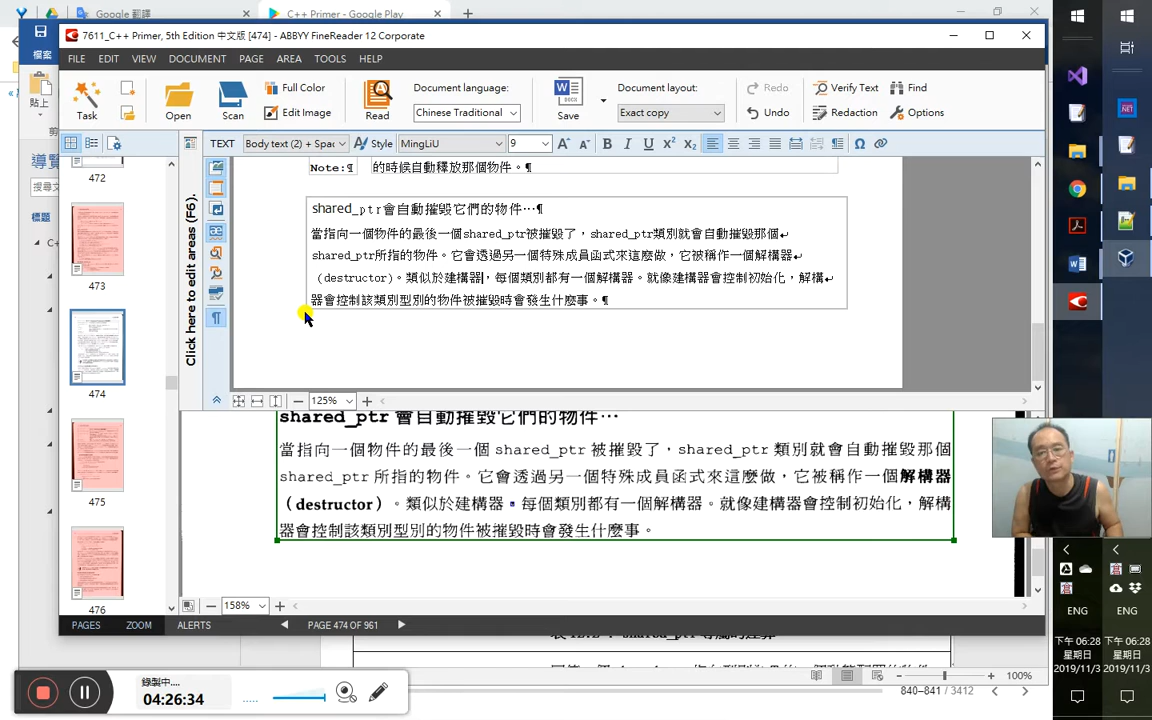 Google 翻譯
C++ Primer - Google Play
檔案
貼上
導覽
搜尋
標題
7611_C++ Primer, 5th Edition 中文版 [474] - ABBYY FineReader 12 Corporate
FILE EDIT VIEW DOCUMENT PAGE AREA TOOLS HELP
Task
Open
Scan
Full Color
Edit Image
Read
Document language:
Chinese Traditional
Save
Document layout:
Exact copy
Redo
Undo
Verify Text
Find
Redaction
Options
TEXT
Body text (2) + Spac
Style
MingLiU
9
472
473
474
475
476
Click here to edit areas (F6).
Note:¶ 的時候自動釋放那個物件。¶
shared_ptr會自動摧毀它們的物件…¶
當指向一個物件的最後一個shared_ptr被摧毀了，shared_ptr類別就會自動摧毀那個↵
shared_ptr所指的物件。它會透過另一個特殊成員函式來這麼做，它被稱作一個解構器↵
（destructor)。類似於建構器，每個類別都有一個解構器。就像建構器會控制初始化，解構↵
器會控制該類別型別的物件被摧毀時會發生什麼事。¶
125%
shared_ptr 會自動摧毀它們的物件…
當指向一個物件的最後一個 shared_ptr 被摧毀了，shared_ptr 類別就會自動摧毀那個
shared_ptr 所指的物件。它會透過另一個特殊成員函式來這麼做，它被稱作一個解構器
（destructor）。類似於建構器，每個類別都有一個解構器。就像建構器會控制初始化，解構
器會控制該類別型別的物件被摧毀時會發生什麼事。
158%
PAGES ZOOM ALERTS
PAGE 474 OF 961
100%
840–841 / 3412
錄製中...
04:26:34
ENG
下午 06:28
星期日
2019/11/3
ENG
下午 06:28
星期日
2019/11/3